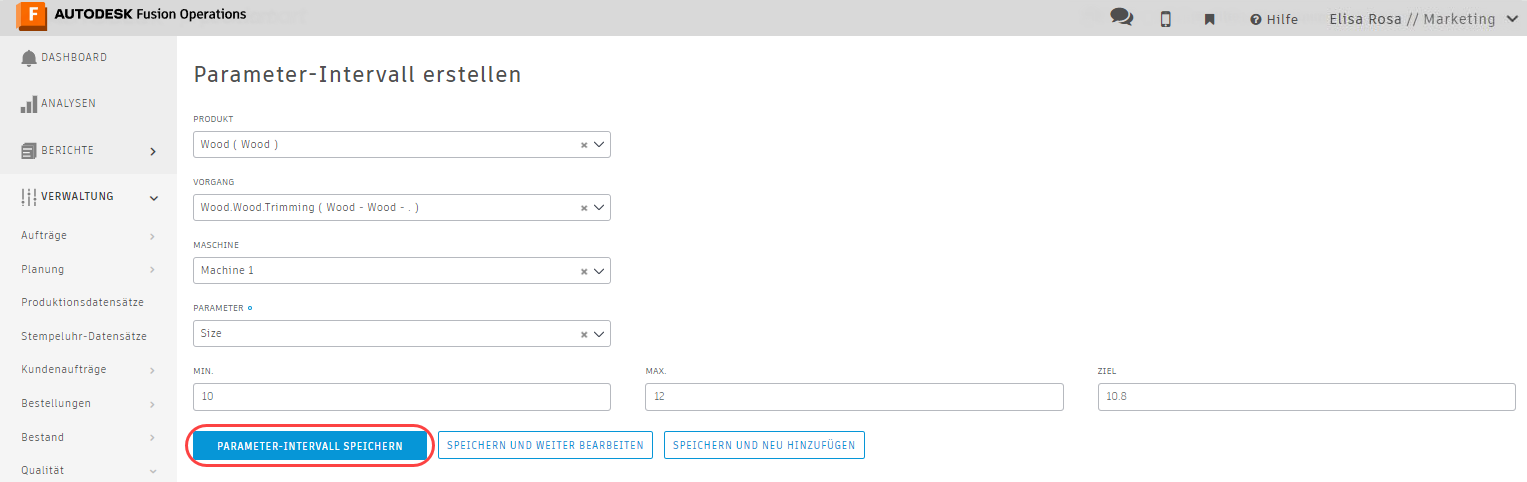 F AUTODESK Fusion Operations
Hilfe
Elisa Rosa // Marketing
DASHBOARD
ANALYSEN
BERICHTE
VERWALTUNG
Aufträge
Planung
Produktionsdatensätze
Stempeluhr-Datensätze
Kundenaufträge
Bestellungen
Bestand
Qualität
Parameter-Intervall erstellen
PRODUKT
Wood ( Wood )
VORGANG
Wood.Wood.Trimming ( Wood - Wood - . )
MASCHINE
Machine 1
PARAMETER
Size
MIN.
10
MAX.
12
ZIEL
10.8
PARAMETER-INTERVALL SPEICHERN
SPEICHERN UND WEITER BEARBEITEN
SPEICHERN UND NEU HINZUFÜGEN